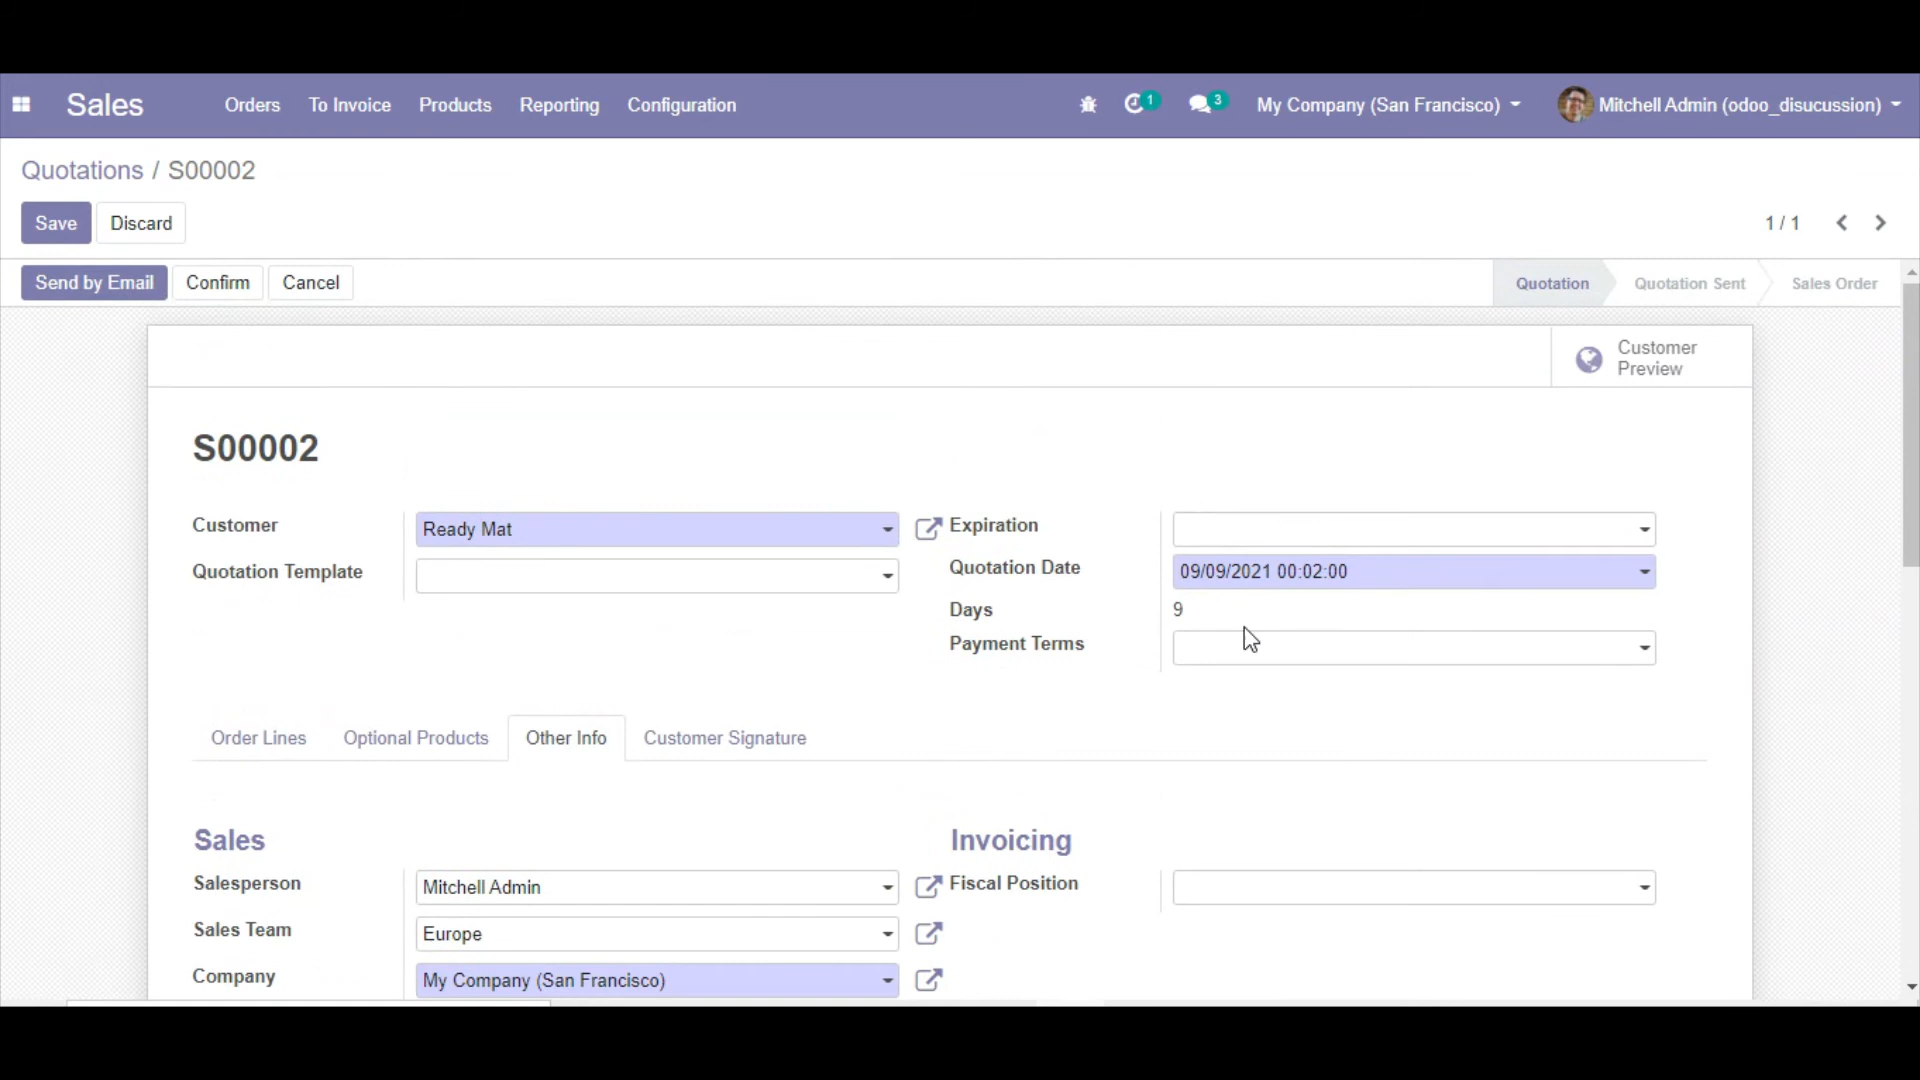 Sales Orders To Invoice Products Reporting Configuration 1 3 My Company (San Francisco) Mitchell Admin (odoo_disucussion)
Quotations / S00002
Save Discard 1 / 1
Send by Email Confirm Cancel Quotation Quotation Sent Sales Order
Customer
Preview
S00002
Customer Ready Mat Expiration
Quotation Template Quotation Date 09/09/2021 00:02:00
Days 9
Payment Terms
Order Lines Optional Products Other Info Customer Signature
Sales Invoicing
Salesperson Mitchell Admin Fiscal Position
Sales Team Europe
Company My Company (San Francisco)